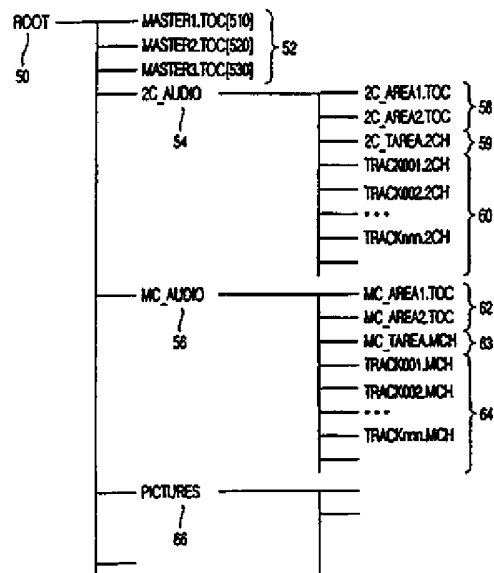 ROOT
50
MASTER1.TOC[510]
MASTER2.TOC[520]
MASTER3.TOC[530]
52
2C_AUDIO
54
2C_AREA1.TOC
2C_AREA2.TOC
58
2C_TAREA.2CH
59
TRACK001.2CH
TRACK002.2CH
• • •
TRACKnnn.2CH
60
MC_AUDIO
56
MC_AREA1.TOC
MC_AREA2.TOC
62
MC_TAREA.MCH
63
TRACK001.MCH
TRACK002.MCH
• • •
TRACKnnn.MCH
64
PICTURES
66